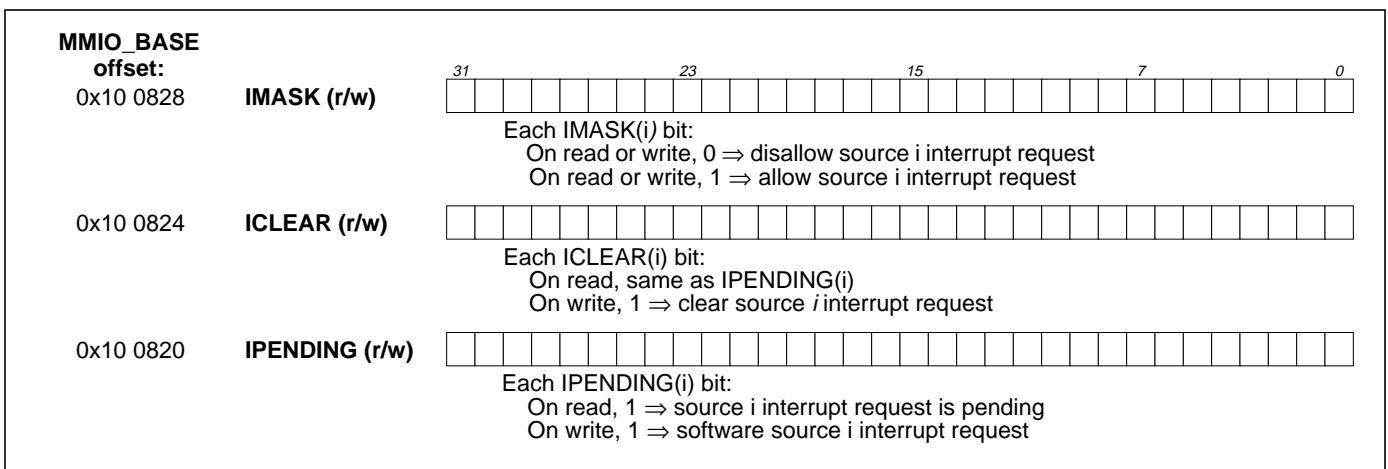 MMIO_BASE
offset:
31 23 15 7 0
0x10 0828 IMASK (r/w)
Each IMASK(i) bit:
On read or write, 0 ⇒ disallow source i interrupt request
On read or write, 1 ⇒ allow source i interrupt request
0x10 0824 ICLEAR (r/w)
Each ICLEAR(i) bit:
On read, same as IPENDING(i)
On write, 1 ⇒ clear source i interrupt request
0x10 0820 IPENDING (r/w)
Each IPENDING(i) bit:
On read, 1 ⇒ source i interrupt request is pending
On write, 1 ⇒ software source i interrupt request